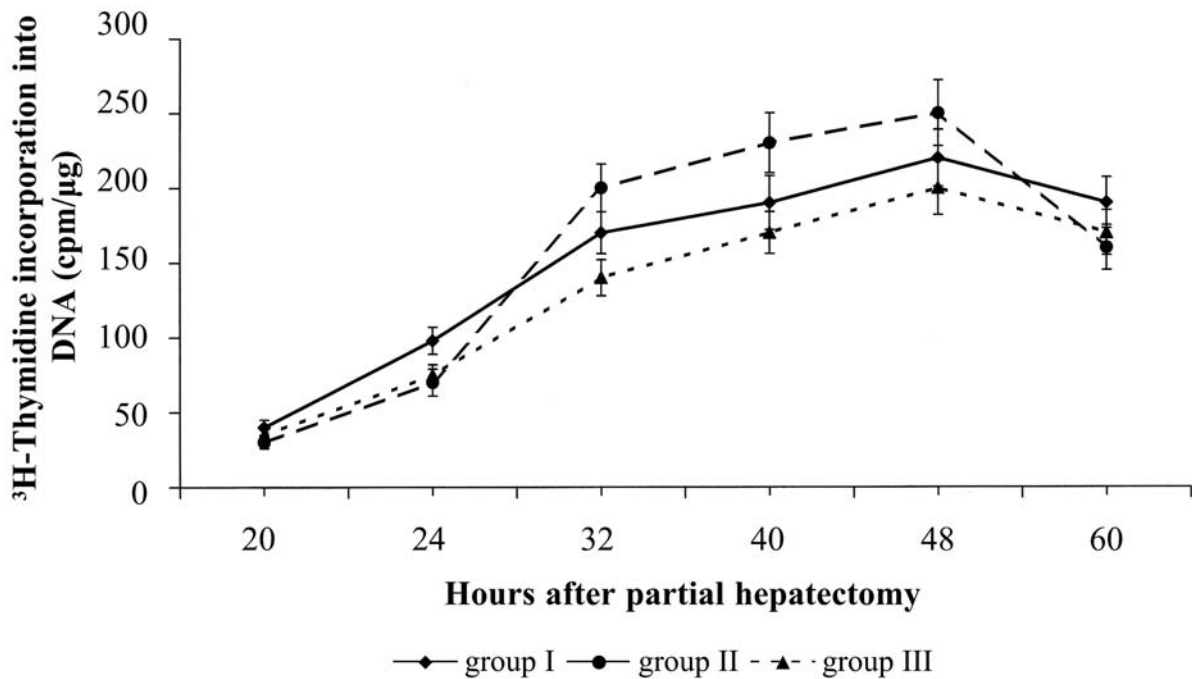 ³H-Thymidine incorporation into
DNA (cpm/µg)
300
250
200
150
100
50
0
20 24 32 40 48 60
Hours after partial hepatectomy
group I group II group III